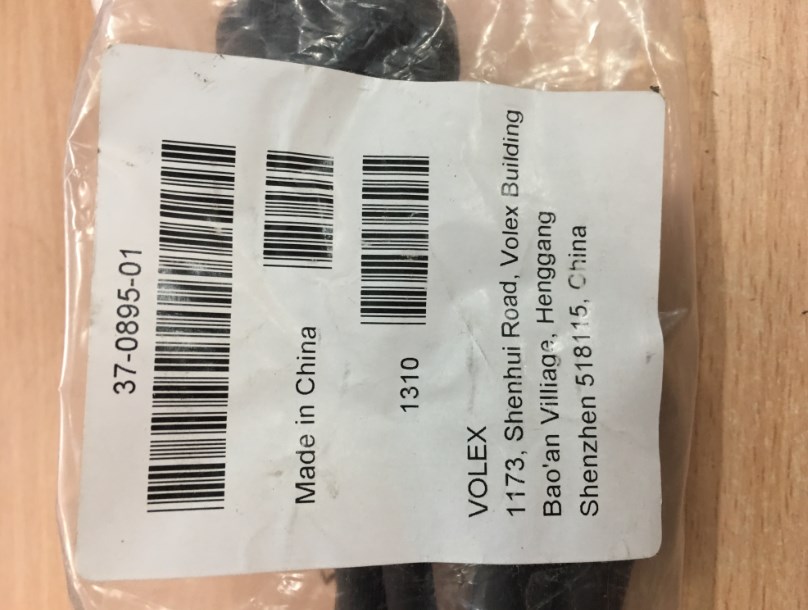 37-0895-01
Made in China
1310
VOLEX
1173, Shenhui Road, Volex Building
Bao'an Villiage, Henggang
Shenzhen 518115, China